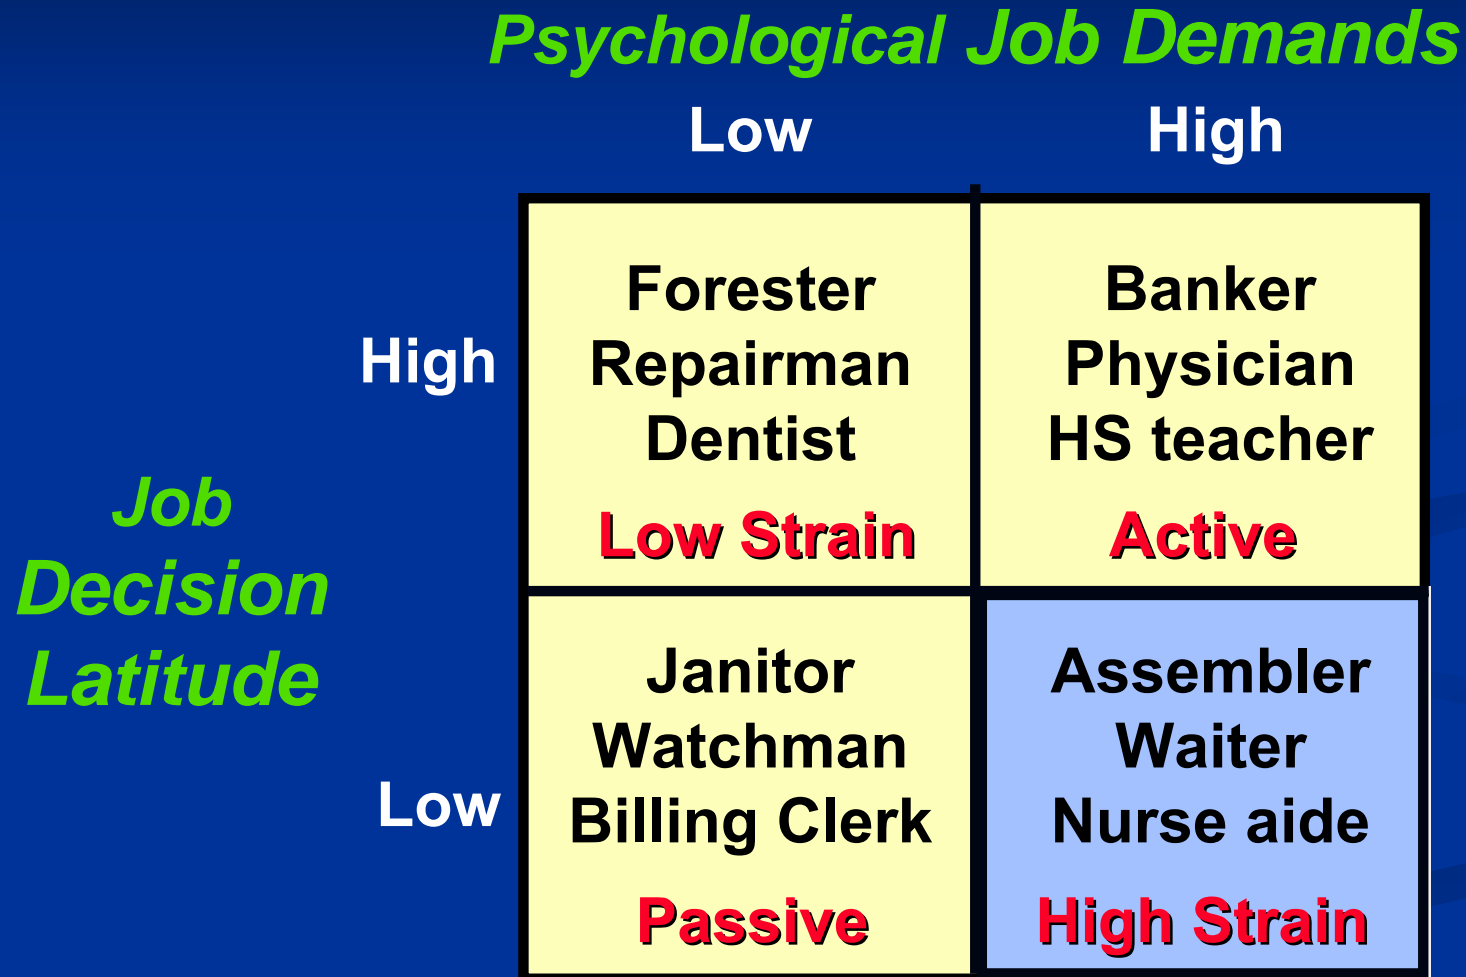 Psychological Job Demands
Low High
High
Forester
Repairman
Dentist
Low Strain
Banker
Physician
HS teacher
Active
Job
Decision
Latitude
Low
Janitor
Watchman
Billing Clerk
Passive
Assembler
Waiter
Nurse aide
High Strain